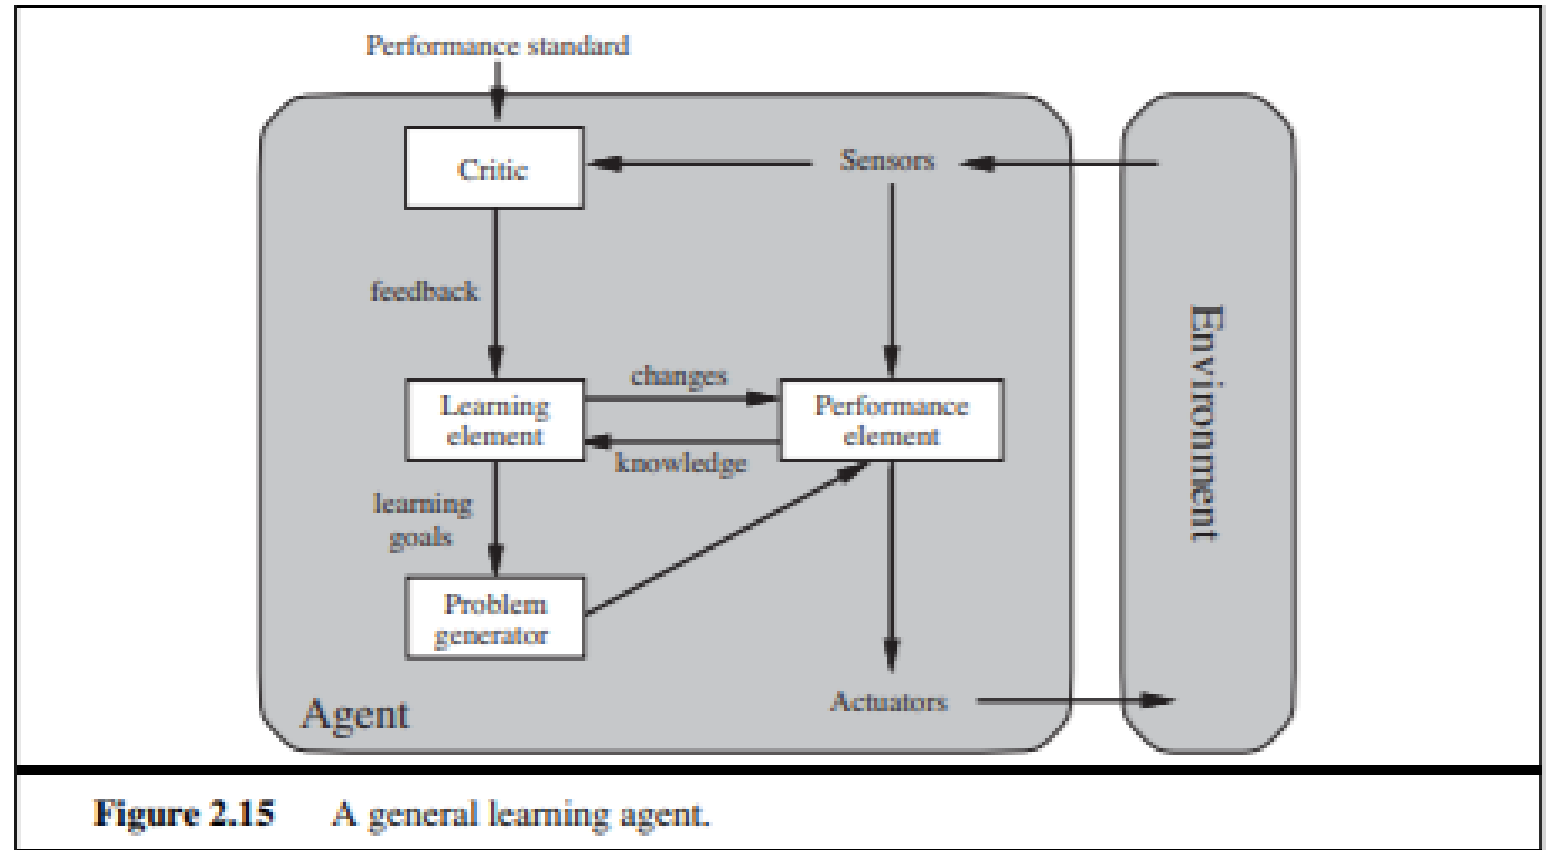 Performance standard
Critic
Sensors
feedback
changes
Learning
element
Performance
element
knowledge
learning
goals
Problem
generator
Agent
Actuators
Environment
Figure 2.15 A general learning agent.